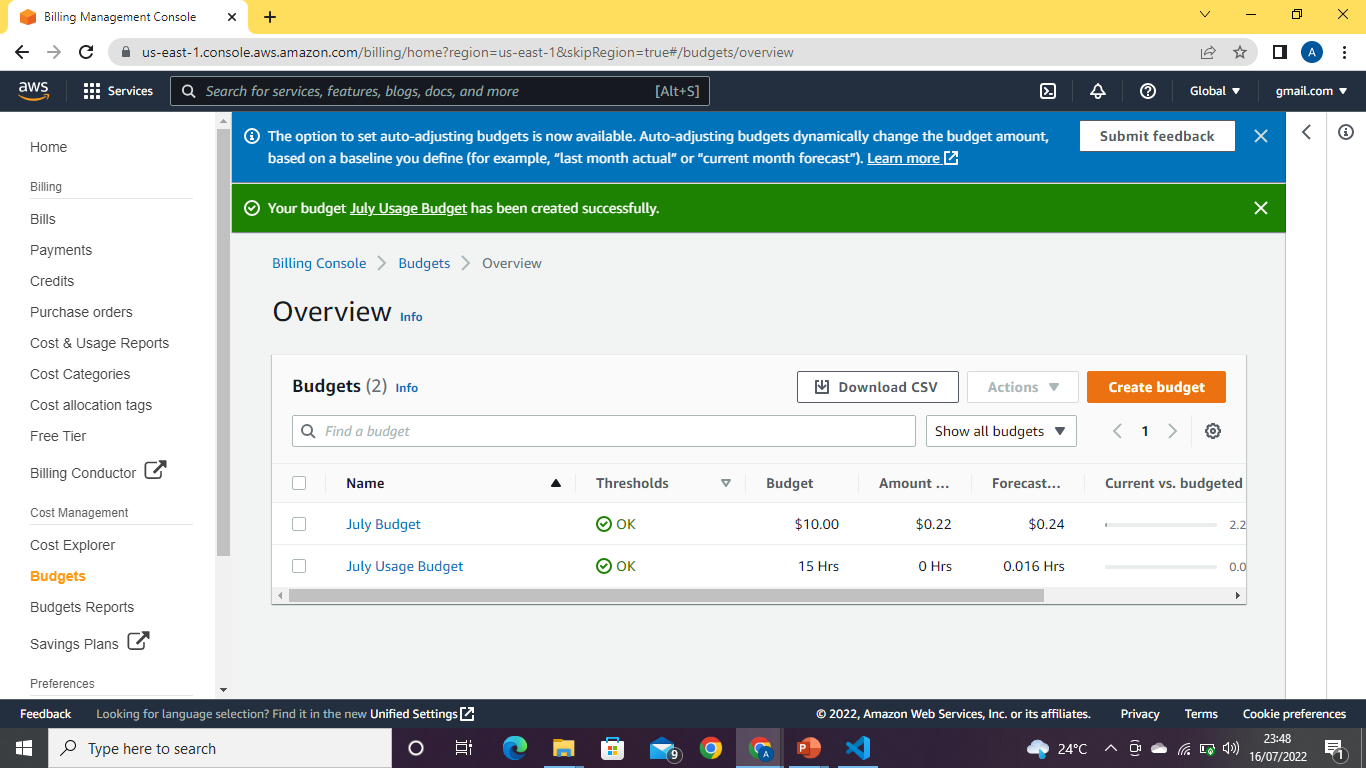 Billing Management Console
us-east-1.console.aws.amazon.com/billing/home?region=us-east-1&skipRegion=true#/budgets/overview
A
aws
Services
Search for services, features, blogs, docs, and more [Alt+S]
Global
gmail.com
Home
Billing
Bills
Payments
Credits
Purchase orders
Cost & Usage Reports
Cost Categories
Cost allocation tags
Free Tier
Billing Conductor
Cost Management
Cost Explorer
Budgets
Budgets Reports
Savings Plans
Preferences
The option to set auto-adjusting budgets is now available. Auto-adjusting budgets dynamically change the budget amount,
based on a baseline you define (for example, “last month actual” or “current month forecast”). Learn more
Submit feedback
Your budget July Usage Budget has been created successfully.
Billing Console Budgets Overview
Overview Info
Budgets (2) Info
Download CSV
Actions
Create budget
Find a budget
Show all budgets
1
Name Thresholds Budget Amount ... Forecast... Current vs. budgeted
July Budget OK $10.00 $0.22 $0.24 2.2
July Usage Budget OK 15 Hrs 0 Hrs 0.016 Hrs 0.0
Feedback Looking for language selection? Find it in the new Unified Settings
© 2022, Amazon Web Services, Inc. or its affiliates. Privacy Terms Cookie preferences
Type here to search
9
A
24°C
23:48
16/07/2022
1